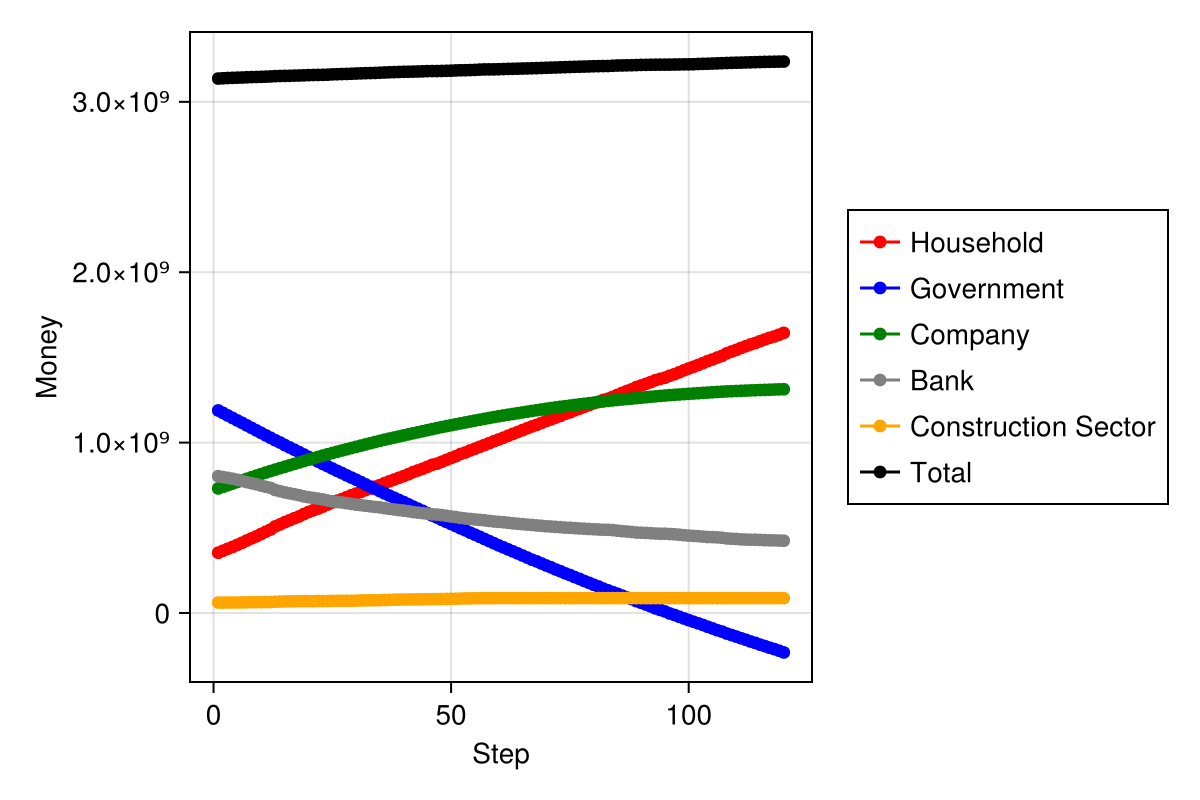 3.0×10⁹
2.0×10⁹
1.0×10⁹
0
Money
0
50
100
Step
Household
Government
Company
Bank
Construction Sector
Total